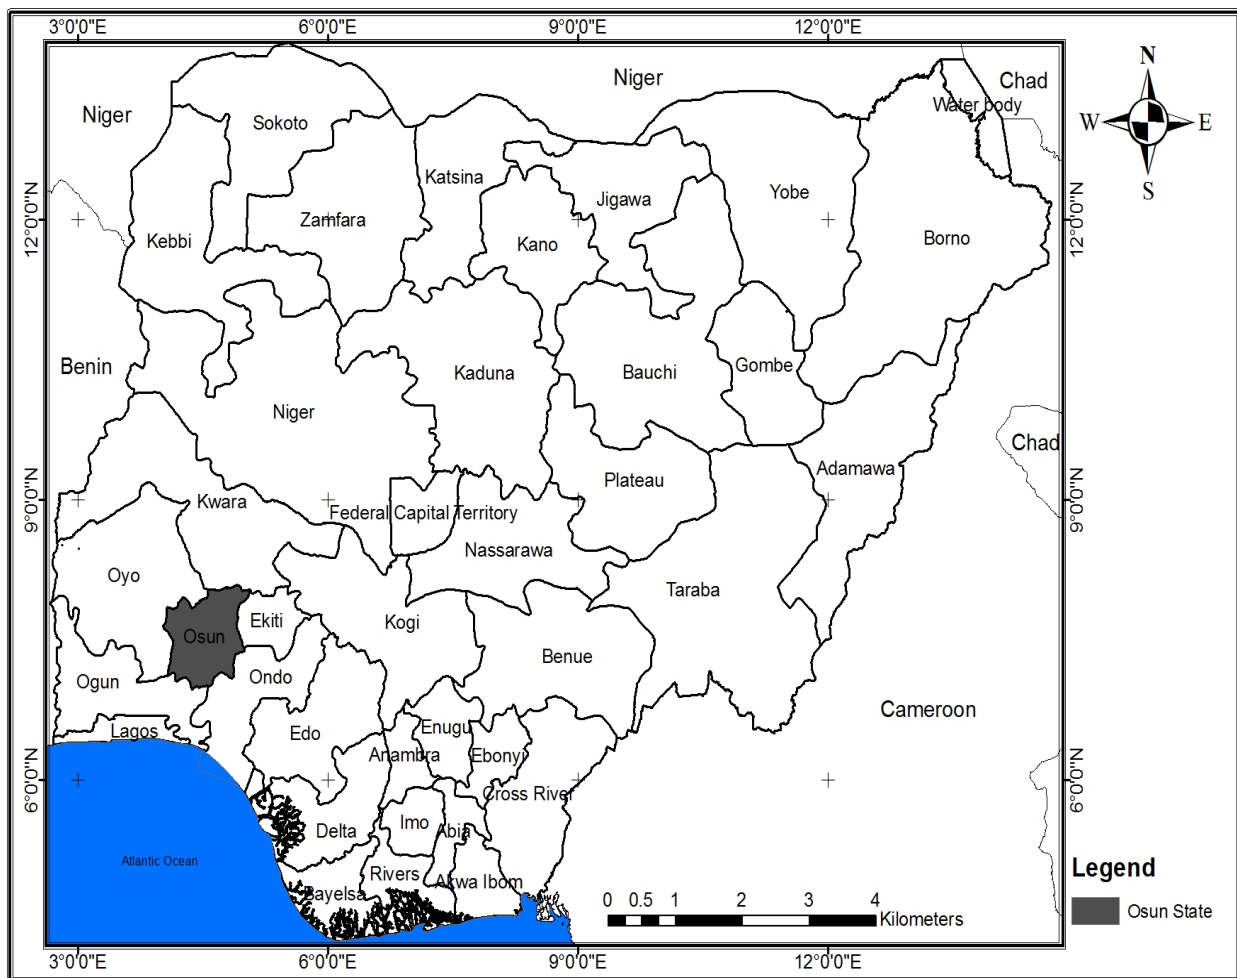 3°0'0"E
6°0'0"E
9°0'0"E
12°0'0"E
N
W
E
S
Niger
Chad
Niger
Water body
Sokoto
Katsina
Yobe
Jigawa
12°0'0"N
12°0'0"N
Zamfara
Kebbi
Kano
Borno
Benin
Kaduna
Bauchi
Gombe
Niger
Chad
Adamawa
Plateau
9°0'0"N
9°0'0"N
Kwara
Federal Capital Territory
Nassarawa
Oyo
Taraba
Ekiti
Kogi
Osun
Benue
Ondo
Ogun
Cameroon
Lagos
Edo
Enugu
Anambra
Ebonyi
6°0'0"N
6°0'0"N
Cross River
Imo
Abia
Delta
Atlantic Ocean
Rivers
Akwa Ibom
Bayelsa
Legend
Osun State
0 0.5 1 2 3 4
Kilometers
3°0'0"E
6°0'0"E
9°0'0"E
12°0'0"E